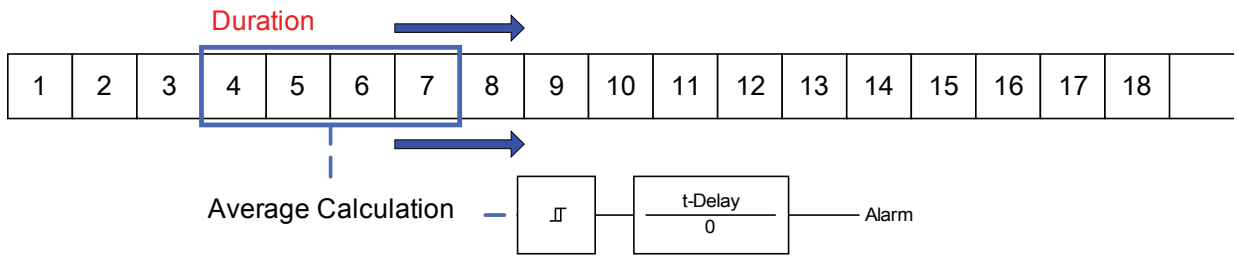 Duration
1 2 3 4 5 6 7 8 9 10 11 12 13 14 15 16 17 18
Average Calculation
t-Delay
0
Alarm